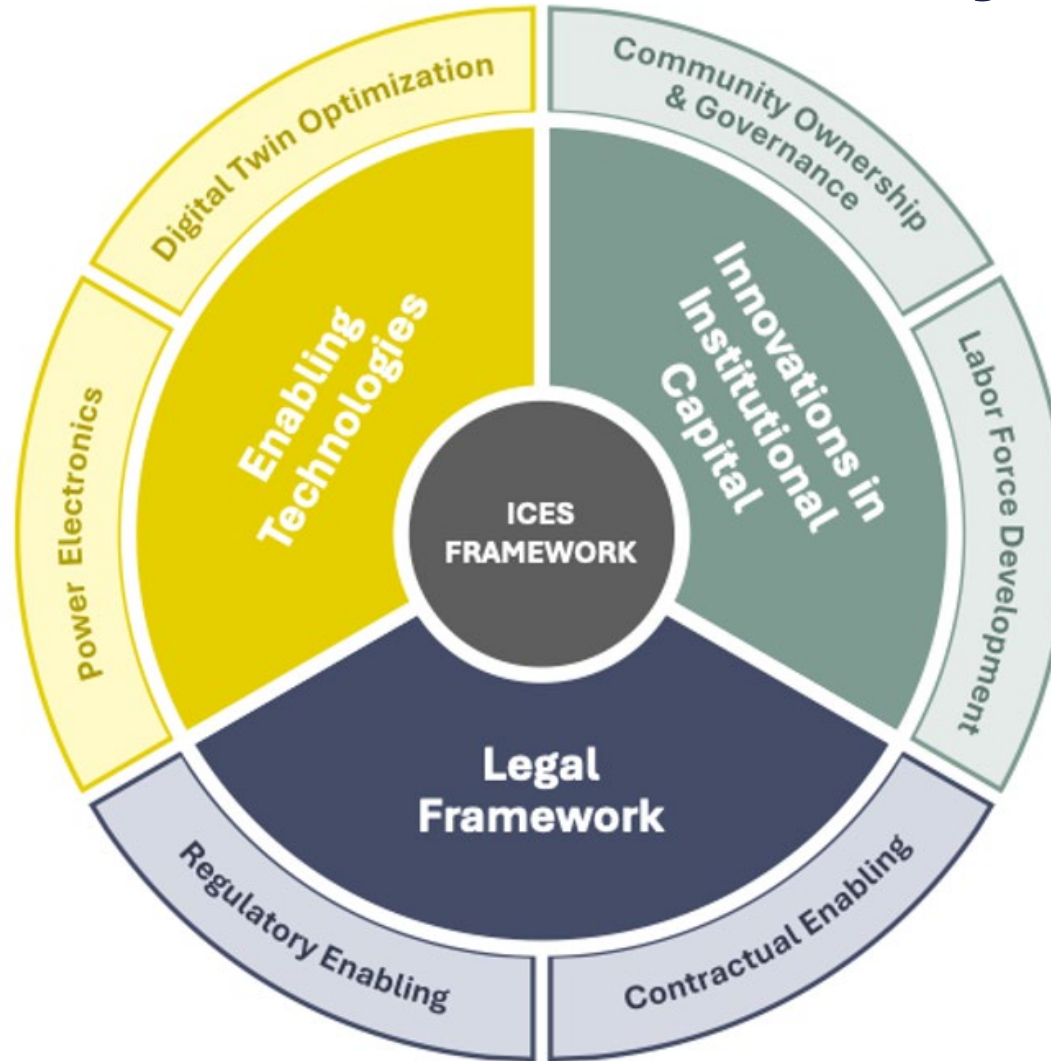 Digital Twin Optimization
Community Ownership
& Governance
Power Electronics
Enabling
Technologies
Innovations in
Institutional
Capital
Labor Force Development
ICES
FRAMEWORK
Legal
Framework
Regulatory Enabling
Contractual Enabling